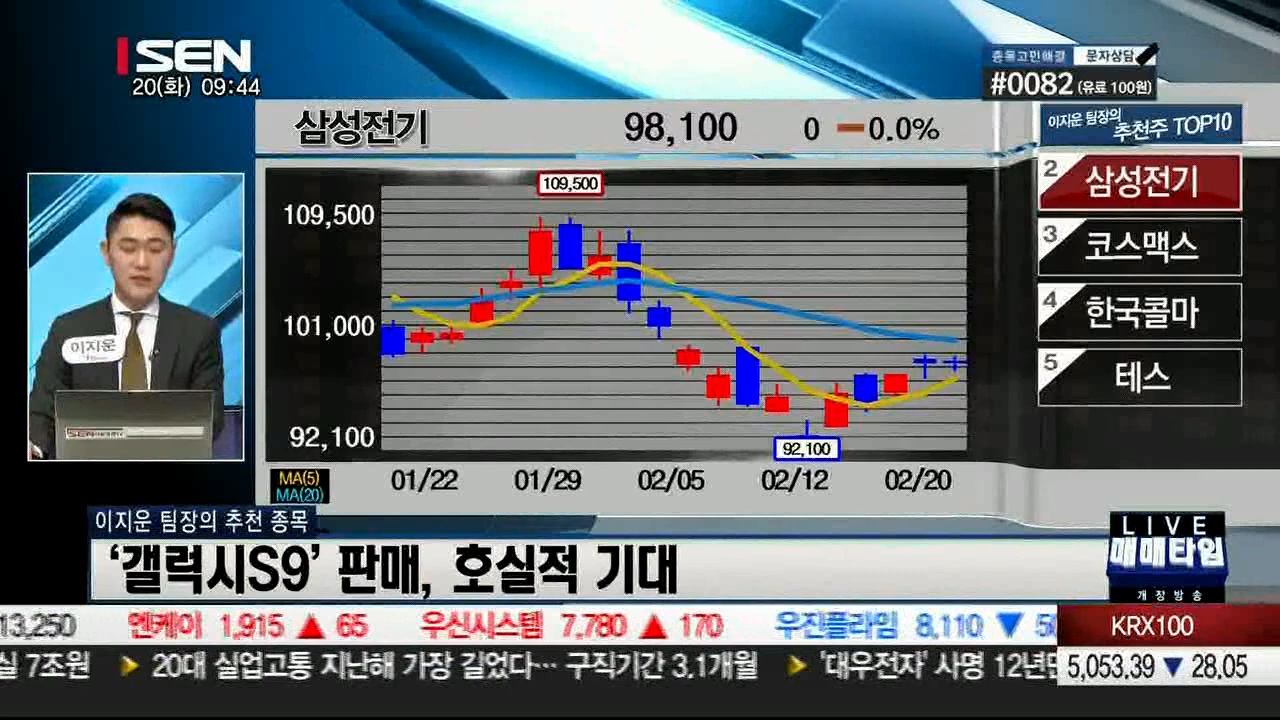 SEN
20(화) 09:44
종목고민해결 문자상담
#0082 (유료 100원)
삼성전기 98,100 0 0.0%
이지운 팀장의
추천주 TOP10
2 삼성전기
3 코스맥스
4 한국콜마
5 테스
109,500
109,500
101,000
92,100
92,100
이지운
SEN
MA(5)
MA(20)
01/22 01/29 02/05 02/12 02/20
이지운 팀장의 추천 종목
‘갤럭시S9’ 판매, 호실적 기대
LIVE
매매타임
개장방송
13,250 엔케이 1,915 ▲ 65 우신시스템 7,780 ▲ 170 우진플라임 8,110 ▼ 50
KRX100
5,053.39 ▼ 28.05
실 7조원 ▶ 20대 실업고통 지난해 가장 길었다… 구직기간 3.1개월 ▶ '대우전자' 사명 12년만